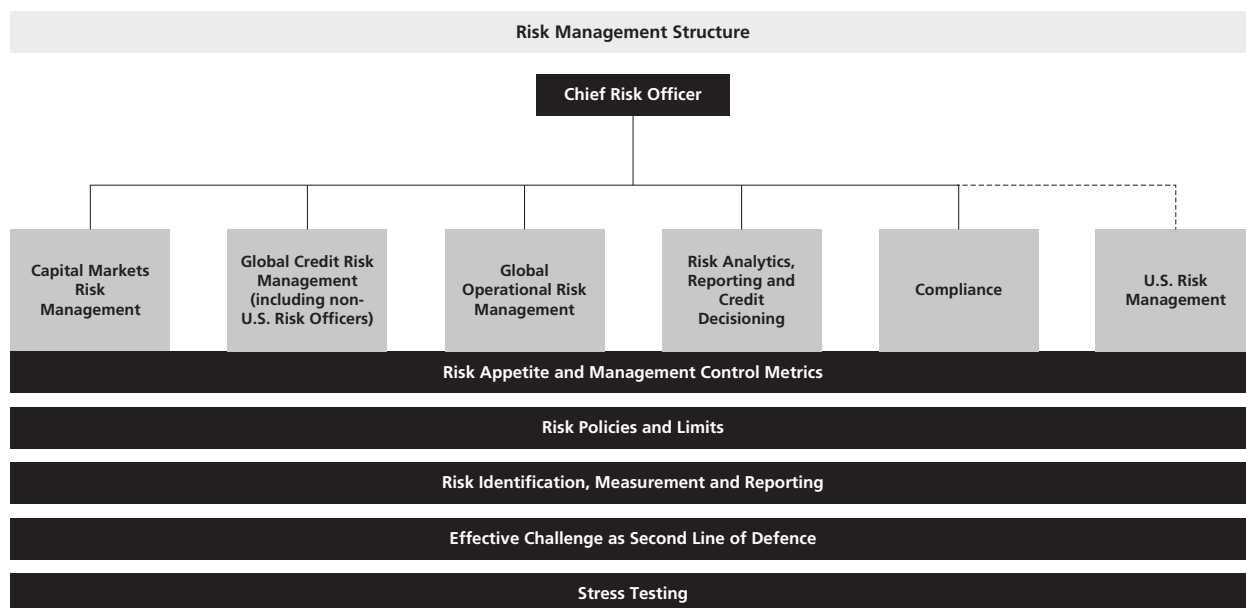 Risk Management Structure
Chief Risk Officer
Capital Markets
Risk
Management
Global Credit Risk
Management
(including non-
U.S. Risk Officers)
Global
Operational Risk
Management
Risk Analytics,
Reporting and
Credit
Decisioning
Compliance
U.S. Risk
Management
Risk Appetite and Management Control Metrics
Risk Policies and Limits
Risk Identification, Measurement and Reporting
Effective Challenge as Second Line of Defence
Stress Testing